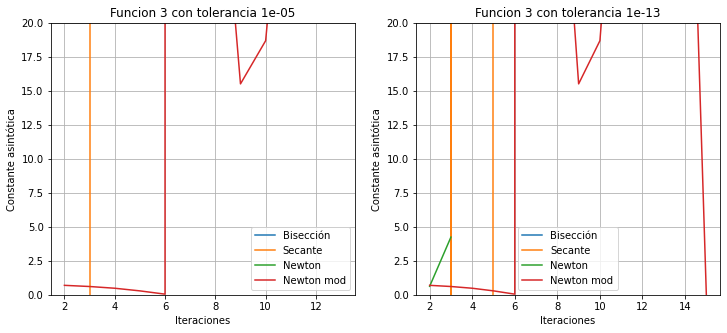 Funcion 3 con tolerancia 1e-05
20.0
17.5
15.0
12.5
10.0
7.5
5.0
2.5
0.0
Constante asintótica
2 4 6 8 10 12
Iteraciones
Bisección
Secante
Newton
Newton mod
Funcion 3 con tolerancia 1e-13
20.0
17.5
15.0
12.5
10.0
7.5
5.0
2.5
0.0
Constante asintótica
2 4 6 8 10 12 14
Iteraciones
Bisección
Secante
Newton
Newton mod